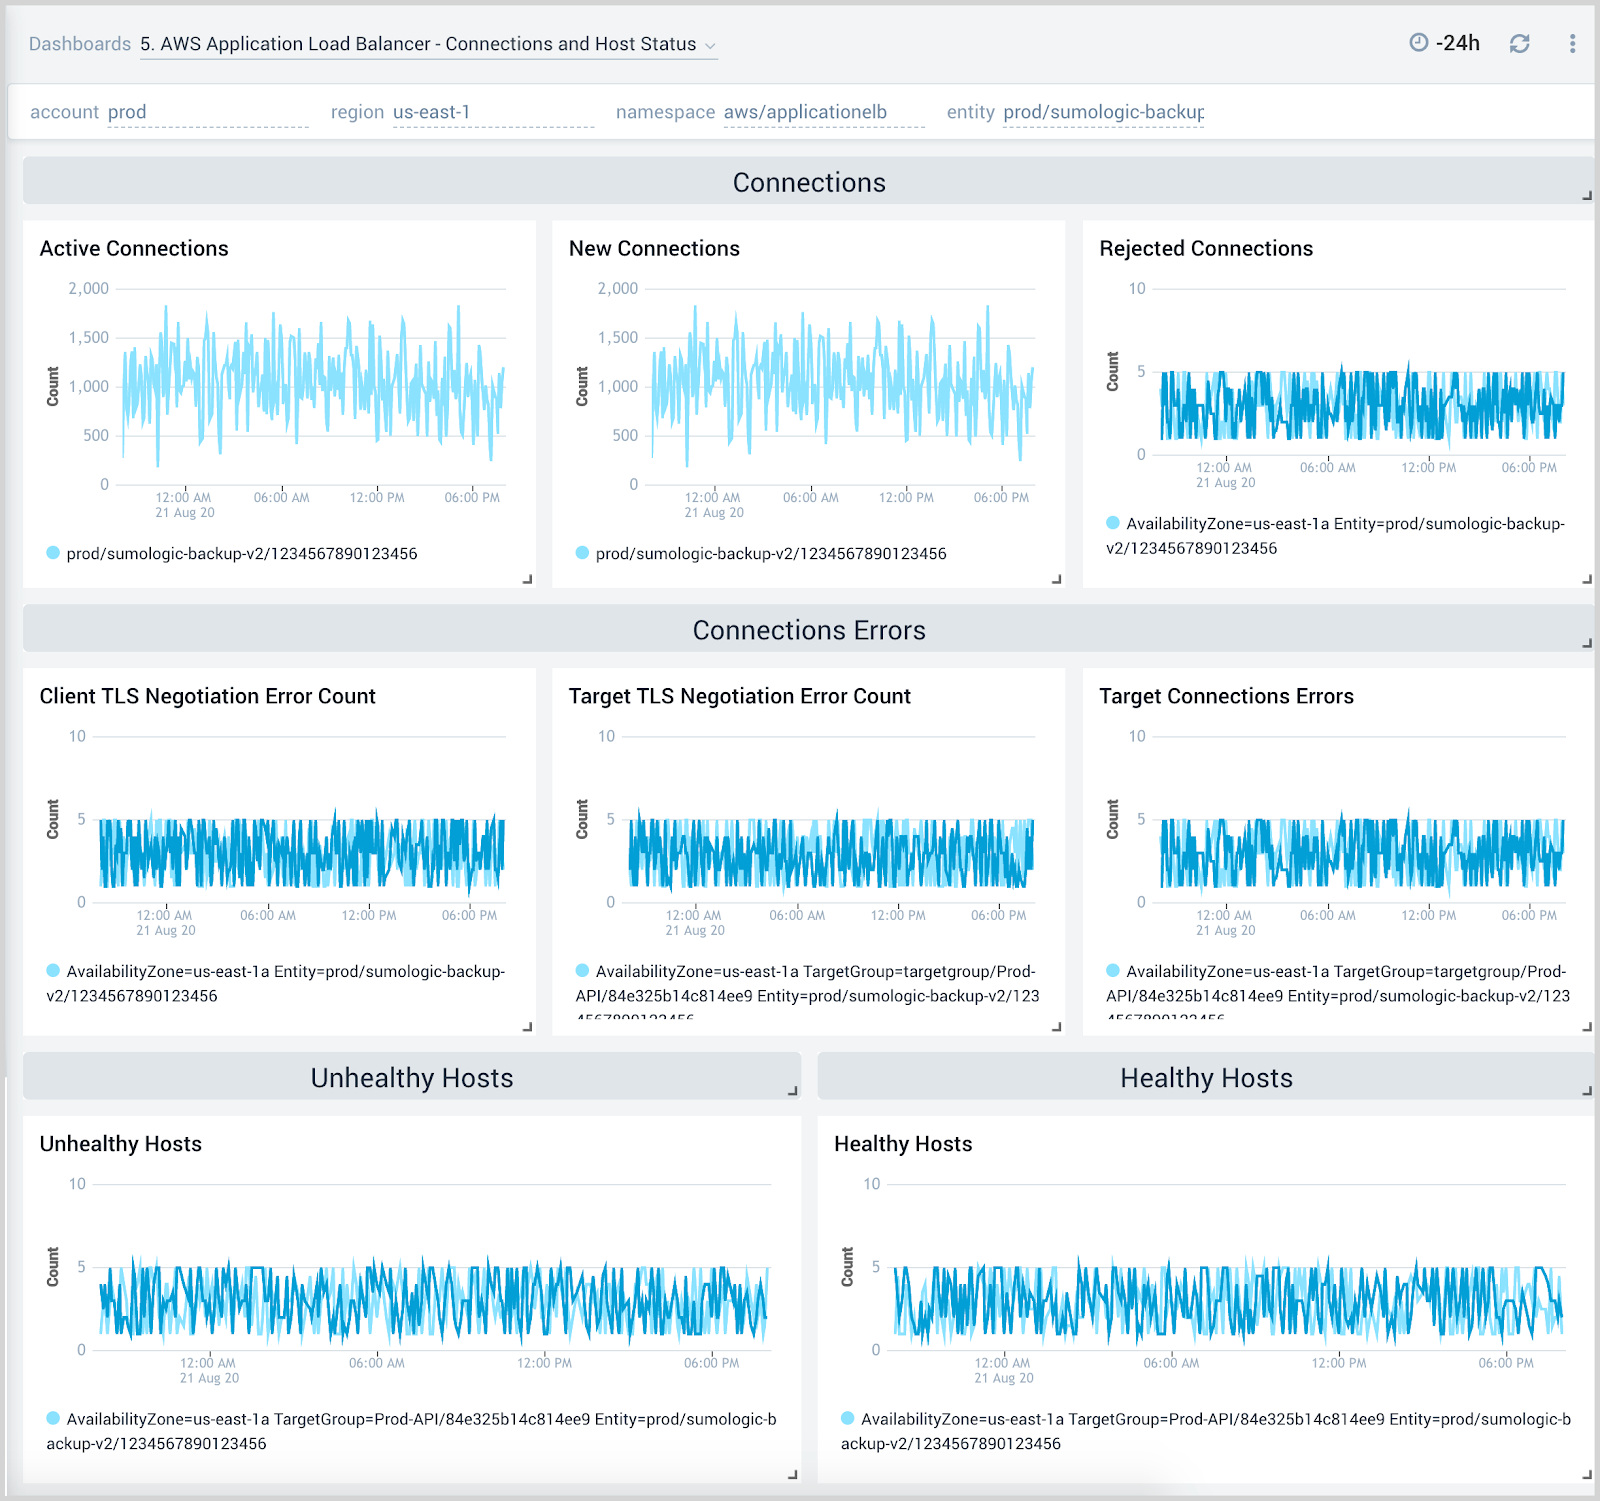 Dashboards 5. AWS Application Load Balancer - Connections and Host Status
-24h
account prod
region us-east-1
namespace aws/applicationelb
entity prod/sumologic-backup
Connections
Active Connections
2,000
1,500
1,000
500
0
Count
12:00 AM
06:00 AM
12:00 PM
06:00 PM
21 Aug 20
prod/sumologic-backup-v2/1234567890123456
New Connections
2,000
1,500
1,000
500
0
Count
12:00 AM
06:00 AM
12:00 PM
06:00 PM
21 Aug 20
prod/sumologic-backup-v2/1234567890123456
Rejected Connections
10
5
0
Count
12:00 AM
06:00 AM
12:00 PM
06:00 PM
21 Aug 20
AvailabilityZone=us-east-1a Entity=prod/sumologic-backup-
v2/1234567890123456
Connections Errors
Client TLS Negotiation Error Count
10
5
0
Count
12:00 AM
06:00 AM
12:00 PM
06:00 PM
21 Aug 20
AvailabilityZone=us-east-1a Entity=prod/sumologic-backup-
v2/1234567890123456
Target TLS Negotiation Error Count
10
5
0
Count
12:00 AM
06:00 AM
12:00 PM
06:00 PM
21 Aug 20
AvailabilityZone=us-east-1a TargetGroup=targetgroup/Prod-
API/84e325b14c814ee9 Entity=prod/sumologic-backup-v2/123
4567890123456
Target Connections Errors
10
5
0
Count
12:00 AM
06:00 AM
12:00 PM
06:00 PM
21 Aug 20
AvailabilityZone=us-east-1a TargetGroup=targetgroup/Prod-
API/84e325b14c814ee9 Entity=prod/sumologic-backup-v2/123
4567890123456
Unhealthy Hosts
Unhealthy Hosts
10
5
0
Count
12:00 AM
06:00 AM
12:00 PM
06:00 PM
21 Aug 20
AvailabilityZone=us-east-1a TargetGroup=Prod-API/84e325b14c814ee9 Entity=prod/sumologic-b
ackup-v2/1234567890123456
Healthy Hosts
Healthy Hosts
10
5
0
Count
12:00 AM
06:00 AM
12:00 PM
06:00 PM
21 Aug 20
AvailabilityZone=us-east-1a TargetGroup=Prod-API/84e325b14c814ee9 Entity=prod/sumologic-b
ackup-v2/1234567890123456